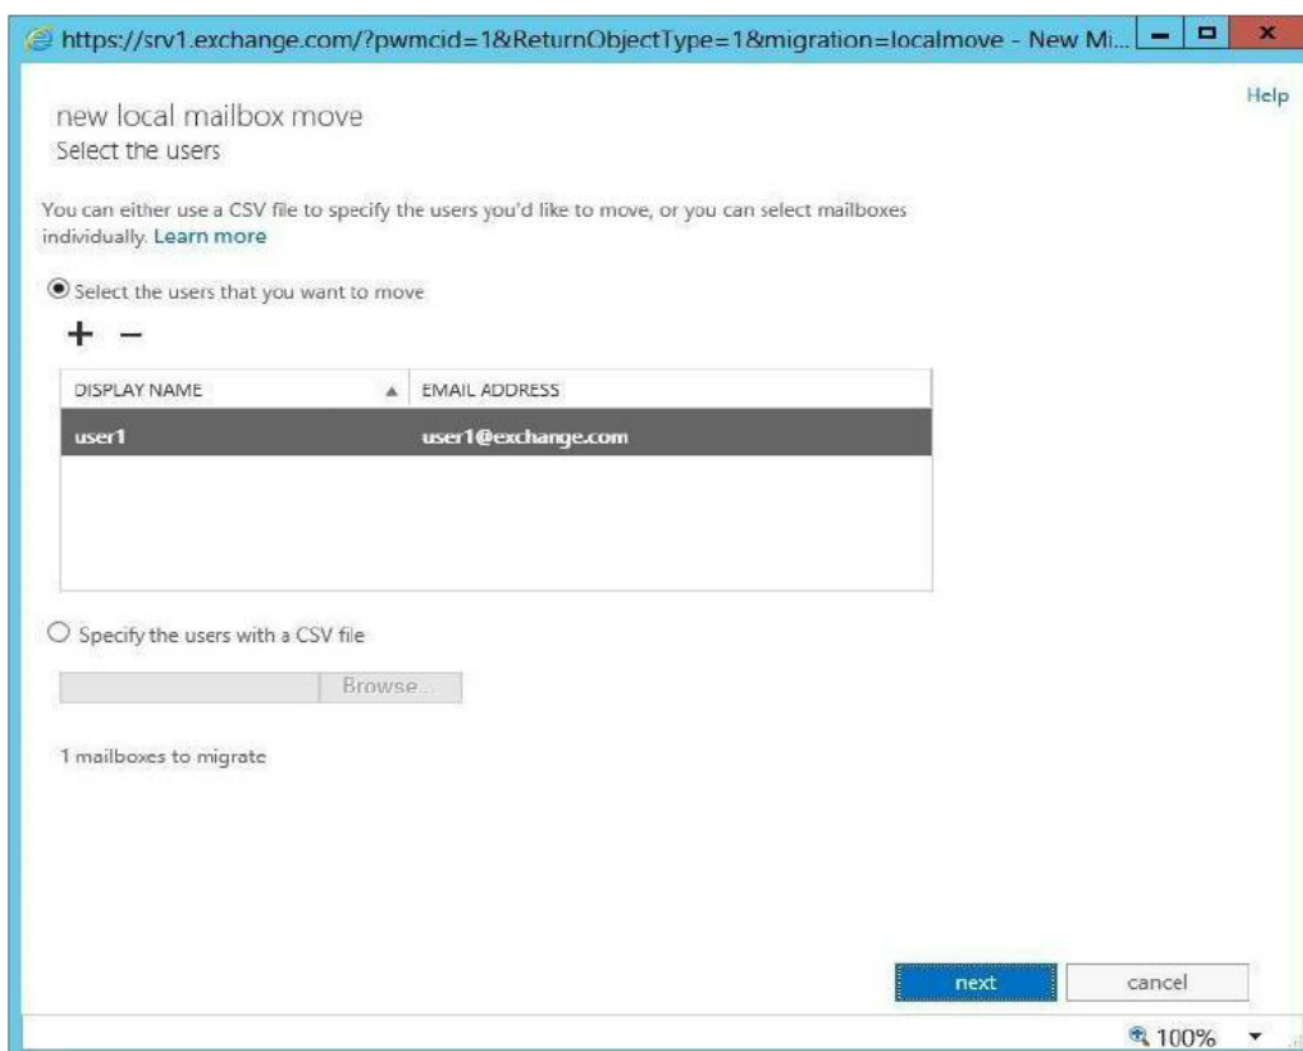 https://srv1.exchange.com/?pwmcid=1&ReturnObjectType=1&migration=localmove - New Mi...
Help
new local mailbox move
Select the users
You can either use a CSV file to specify the users you'd like to move, or you can select mailboxes
individually. Learn more
Select the users that you want to move
DISPLAY NAME EMAIL ADDRESS
user1 user1@exchange.com
Specify the users with a CSV file
Browse...
1 mailboxes to migrate
next cancel
100%